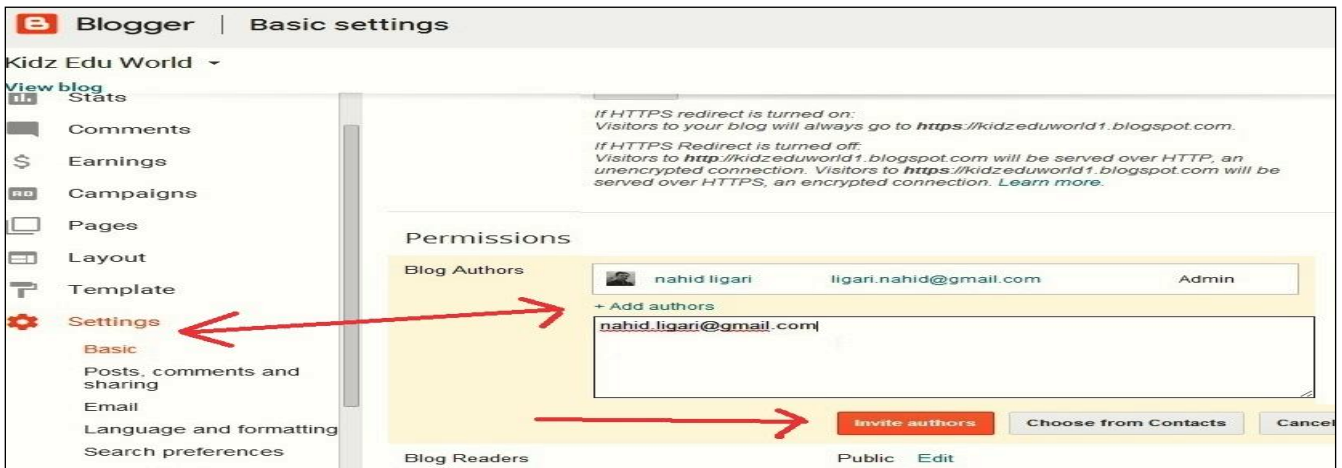 Blogger | Basic settings
Kidz Edu World
View blog
Stats
Comments
Earnings
Campaigns
Pages
Layout
Template
Settings
Basic
Posts, comments and
sharing
Email
Language and formatting
Search preferences
If HTTPS redirect is turned on:
Visitors to your blog will always go to https://kidzeduworld1.blogspot.com.
If HTTPS Redirect is turned off:
Visitors to http://kidzeduworld1.blogspot.com will be served over HTTP, an
unencrypted connection. Visitors to https://kidzeduworld1.blogspot.com will be
served over HTTPS, an encrypted connection. Learn more.
Permissions
Blog Authors
nahid ligari ligari.nahid@gmail.com Admin
+ Add authors
nahid.ligari@gmail.com
Invite authors Choose from Contacts Cancel
Blog Readers Public Edit